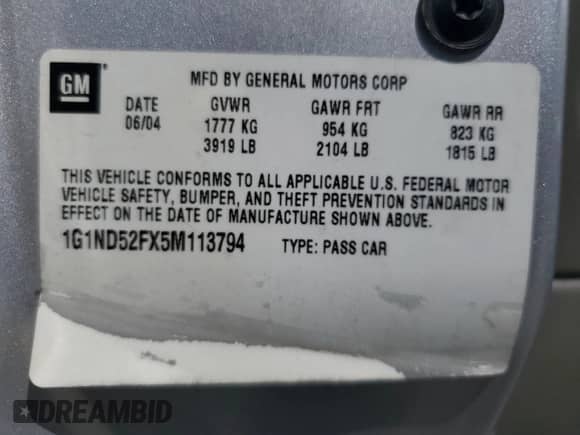 GM ®
MFD BY GENERAL MOTORS CORP
DATE GVWR GAWR FRT GAWR RR
06/04 1777 KG 954 KG 823 KG
3919 LB 2104 LB 1815 LB
THIS VEHICLE CONFORMS TO ALL APPLICABLE U.S. FEDERAL MOTOR
VEHICLE SAFETY, BUMPER, AND THEFT PREVENTION STANDARDS IN
EFFECT ON THE DATE OF MANUFACTURE SHOWN ABOVE.
1G1ND52FX5M113794 TYPE: PASS CAR
DREAMBID